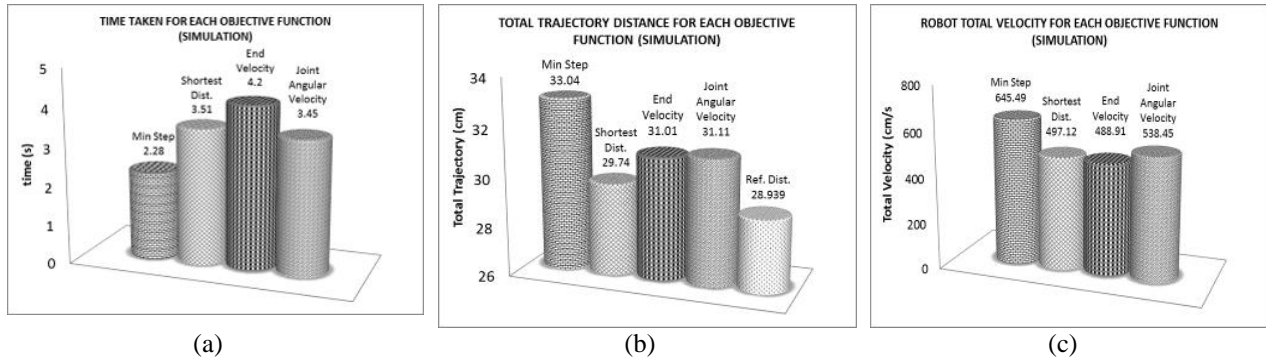 TIME TAKEN FOR EACH OBJECTIVE FUNCTION
(SIMULATION)
time (s)
5
4
3
2
1
0
Min Step
2.28
Shortest
Dist.
3.51
End
Velocity
4.2
Joint
Angular
Velocity
3.45
(a)
TOTAL TRAJECTORY DISTANCE FOR EACH OBJECTIVE
FUNCTION (SIMULATION)
Total Trajectory (cm)
34
32
30
28
26
Min Step
33.04
Shortest
Dist.
29.74
End
Velocity
31.01
Joint
Angular
Velocity
31.11
Ref. Dist.
28.939
(b)
ROBOT TOTAL VELOCITY FOR EACH OBJECTIVE FUNCTION
(SIMULATION)
Total Velocity cm/s
800
600
400
200
0
Min Step
645.49
Shortest
Dist.
497.12
End
Velocity
488.91
Joint
Angular
Velocity
538.45
(c)